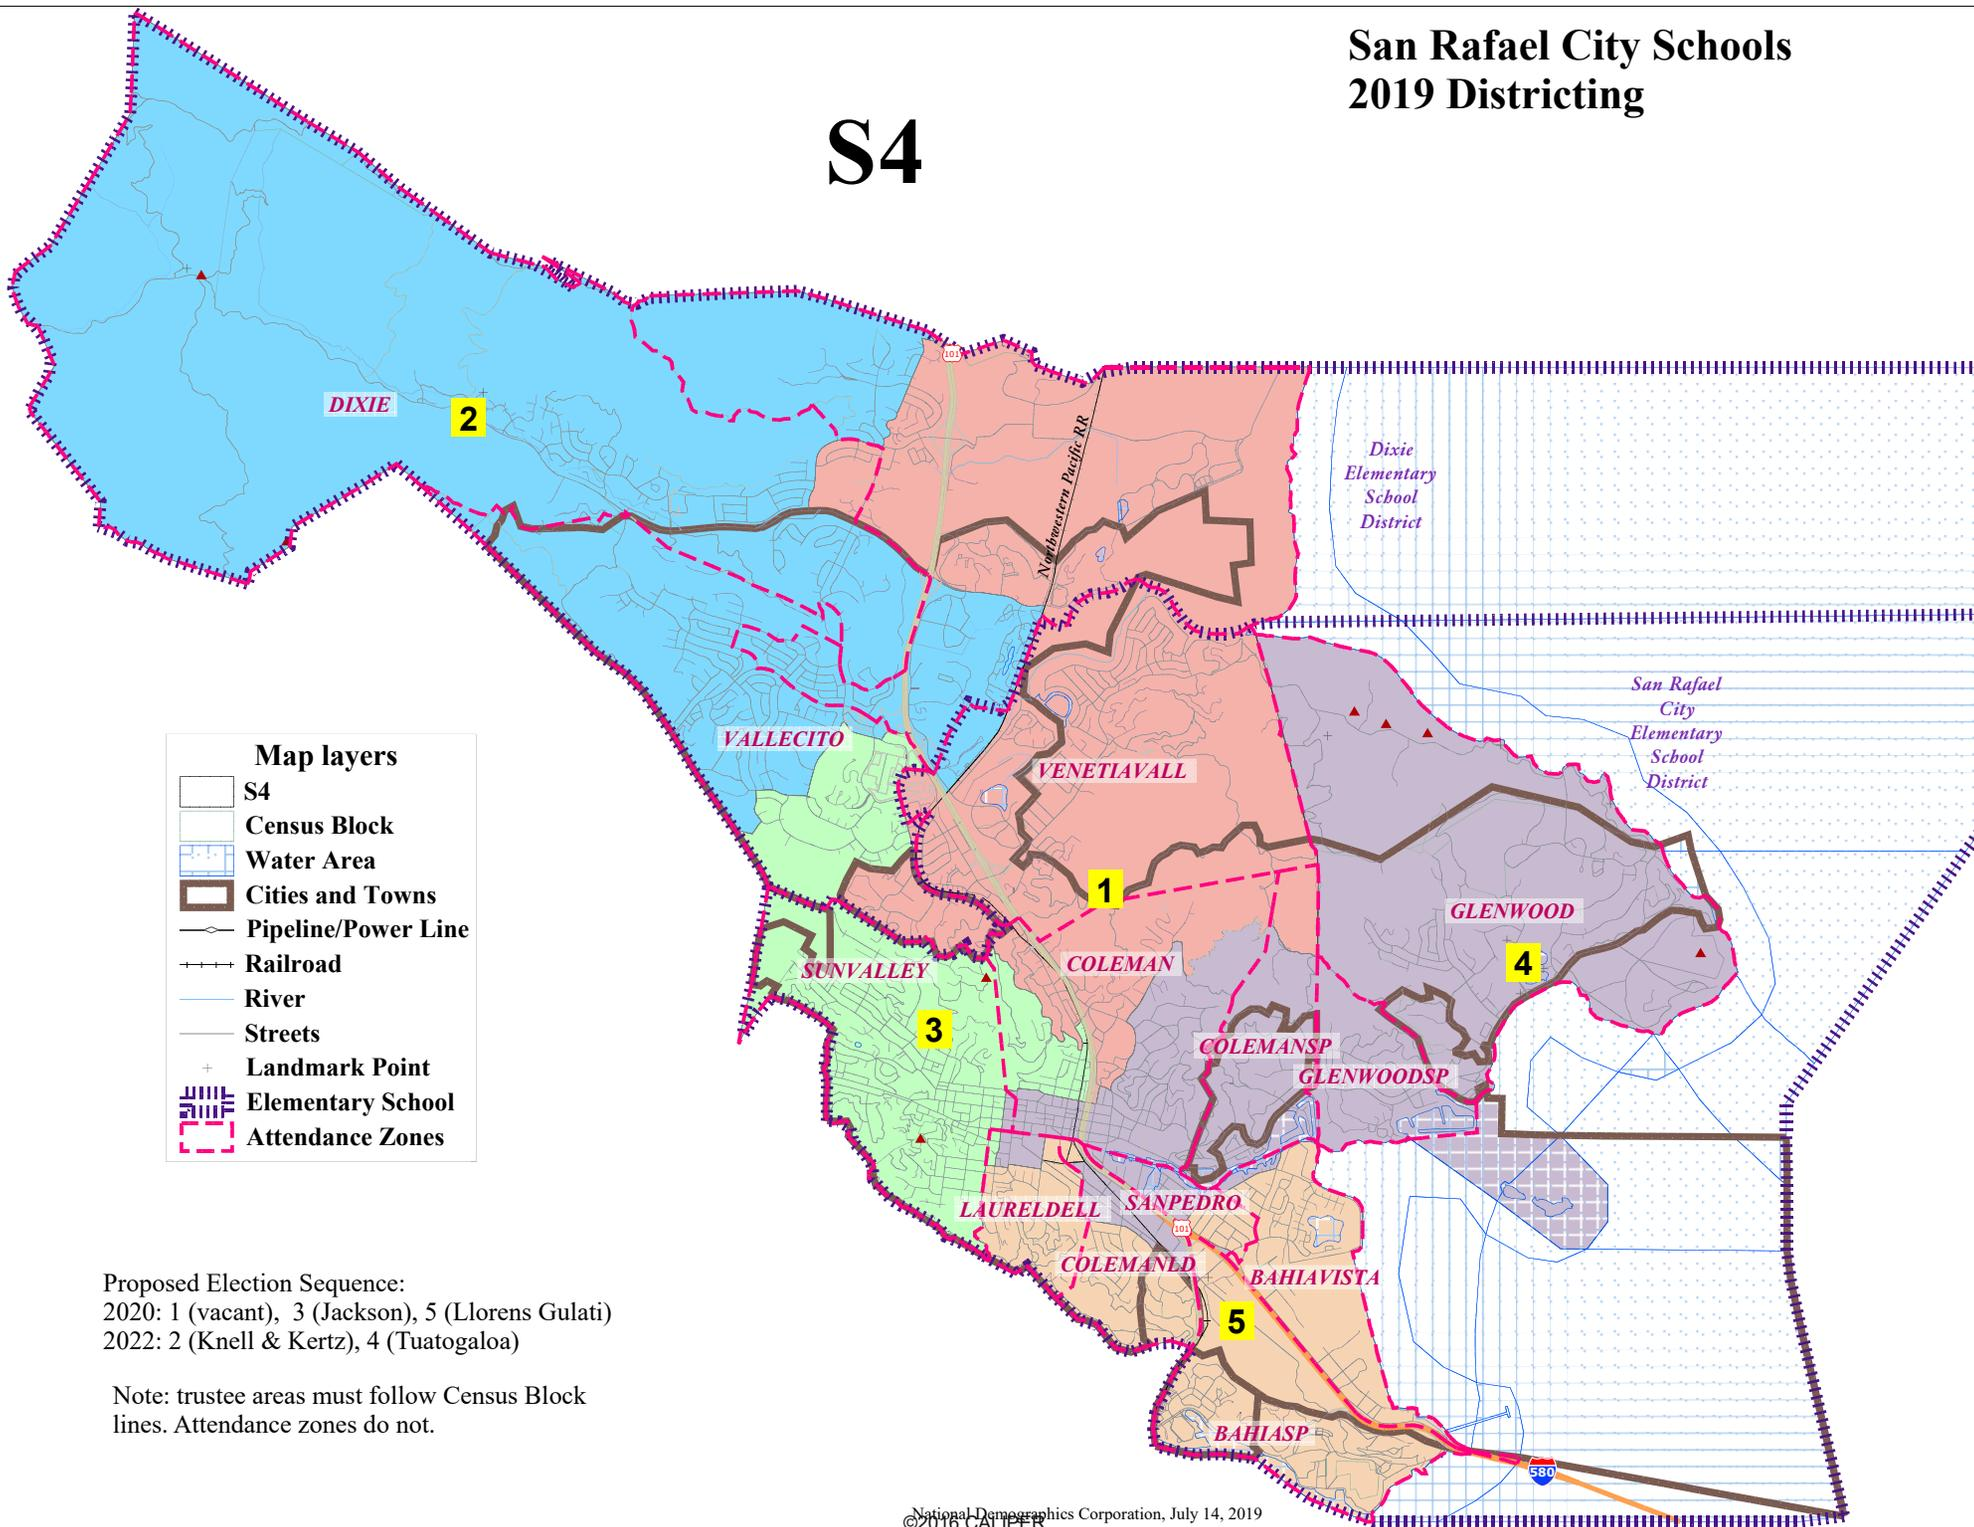 San Rafael City Schools
2019 Districting
S4
101
DIXIE
2
Northwestern Pacific RR
Dixie
Elementary
School
District
San Rafael
City
Elementary
School
District
VALLECITO
VENETIAVALL
1
GLENWOOD
4
SUNVALLEY
COLEMAN
3
COLEMANSP
GLENWOODSP
LAURELDELL
SANPEDRO
101
COLEMANLD
BAHIAVISTA
5
BAHIASP
580
Map layers
S4
Census Block
Water Area
Cities and Towns
Pipeline/Power Line
Railroad
River
Streets
Landmark Point
Elementary School
Attendance Zones
Proposed Election Sequence:
2020: 1 (vacant), 3 (Jackson), 5 (Llorens Gulati)
2022: 2 (Knell & Kertz), 4 (Tuatogaloa)
Note: trustee areas must follow Census Block
lines. Attendance zones do not.
National Demographics Corporation, July 14, 2019
©2016 CALIPER